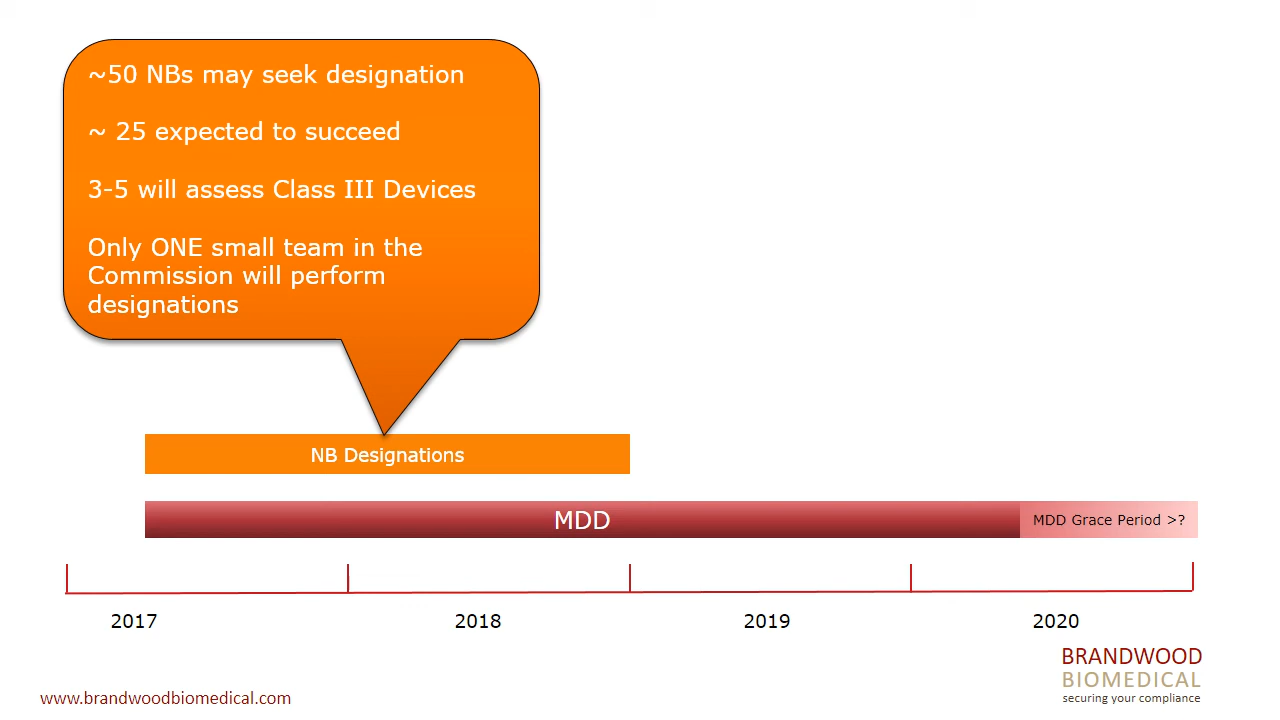 ~50 NBs may seek designation
~ 25 expected to succeed
3-5 will assess Class III Devices
Only ONE small team in the
Commission will perform
designations
NB Designations
MDD
MDD Grace Period >?
2017
2018
2019
2020
BRANDWOOD
BIOMEDICAL
securing your compliance
www.brandwoodbiomedical.com